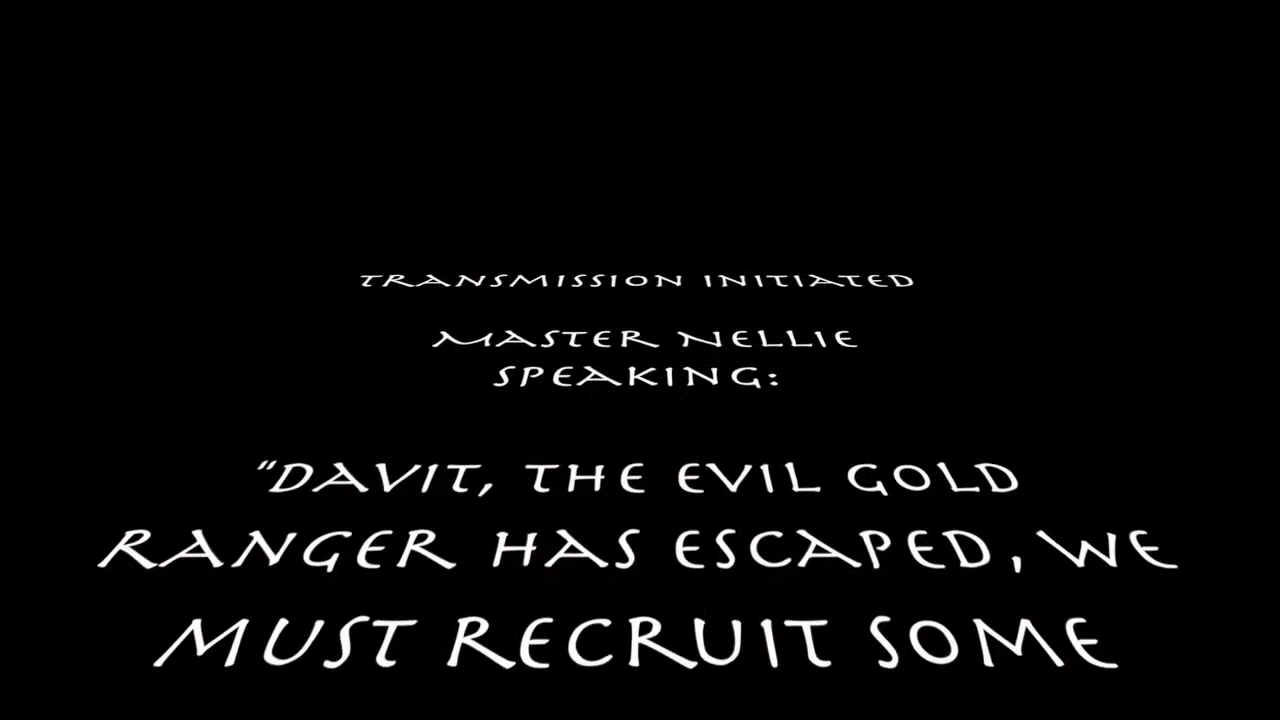 TRANSMISSION INITIATED
MASTER NELLIE
SPEAKING:
“DAVIT, THE EVIL GOLD
RANGER HAS ESCAPED, WE
MUST RECRUIT SOME